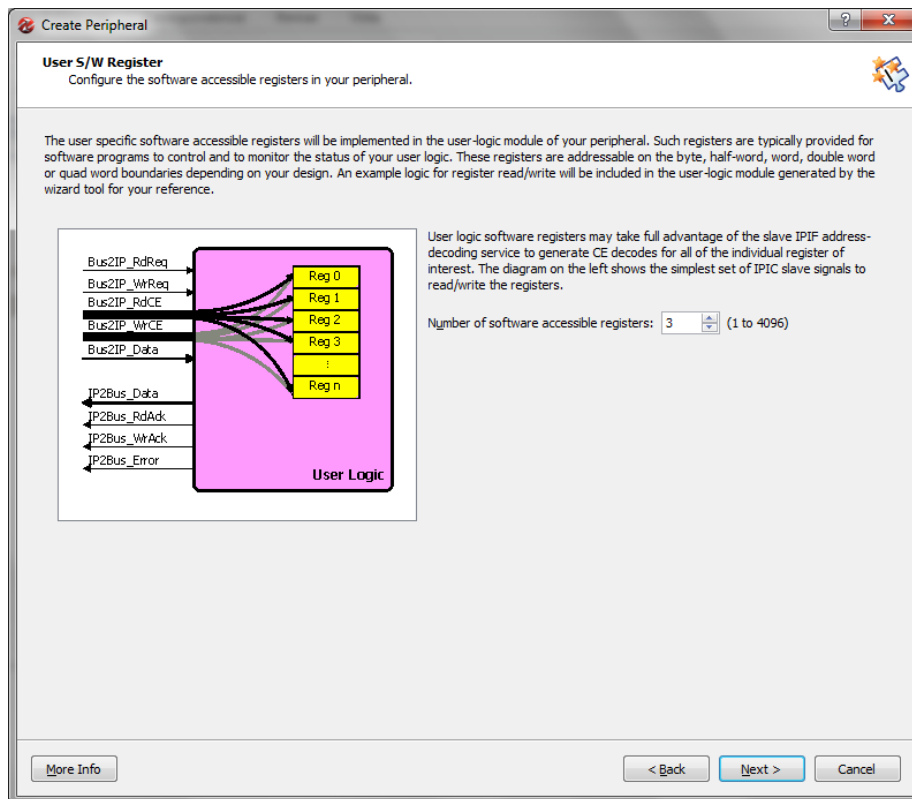 Create Peripheral
User S/W Register
Configure the software accessible registers in your peripheral.
The user specific software accessible registers will be implemented in the user-logic module of your peripheral. Such registers are typically provided for
software programs to control and to monitor the status of your user logic. These registers are addressable on the byte, half-word, word, double word
or quad word boundaries depending on your design. An example logic for register read/write will be included in the user-logic module generated by the
wizard tool for your reference.
Bus2IP_RdReq
Bus2IP_WrReq
Bus2IP_RdCE
Bus2IP_WrCE
Bus2IP_Data
IP2Bus_Data
IP2Bus_RdAck
IP2Bus_WrAck
IP2Bus_Error
Reg 0
Reg 1
Reg 2
Reg 3
⋮
Reg n
User Logic
User logic software registers may take full advantage of the slave IPIF address-
decoding service to generate CE decodes for all of the individual register of
interest. The diagram on the left shows the simplest set of IPIC slave signals to
read/write the registers.
Number of software accessible registers: 3 (1 to 4096)
More Info
< Back
Next >
Cancel